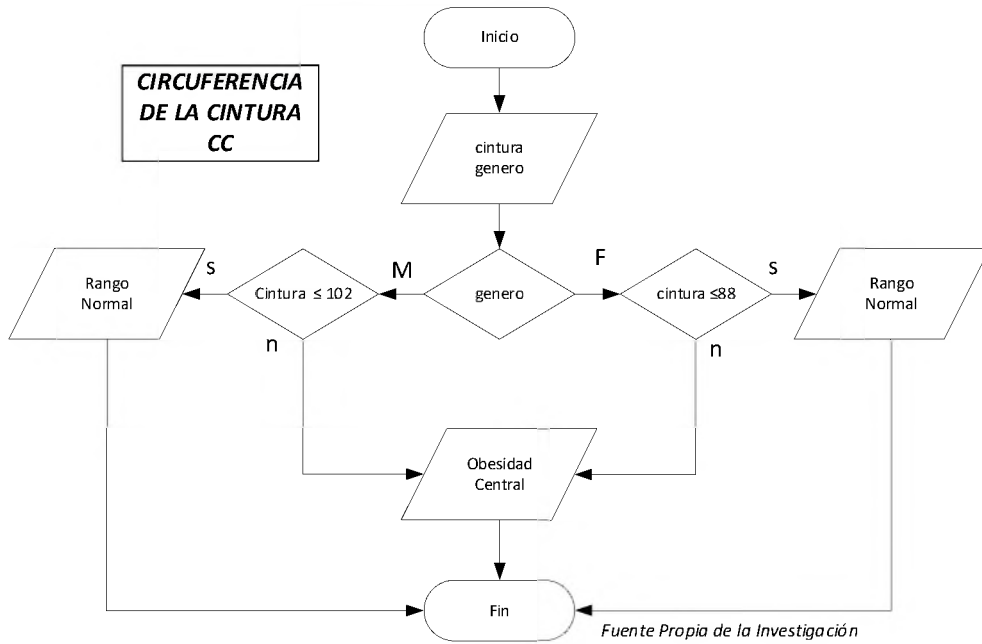 Inicio
CIRCUFERENCIA
DE LA CINTURA
CC
cintura
genero
s
M
F
s
Rango
Normal
Cintura ≤ 102
genero
cintura ≤88
Rango
Normal
n
n
Obesidad
Central
Fin
Fuente Propia de la Investigación